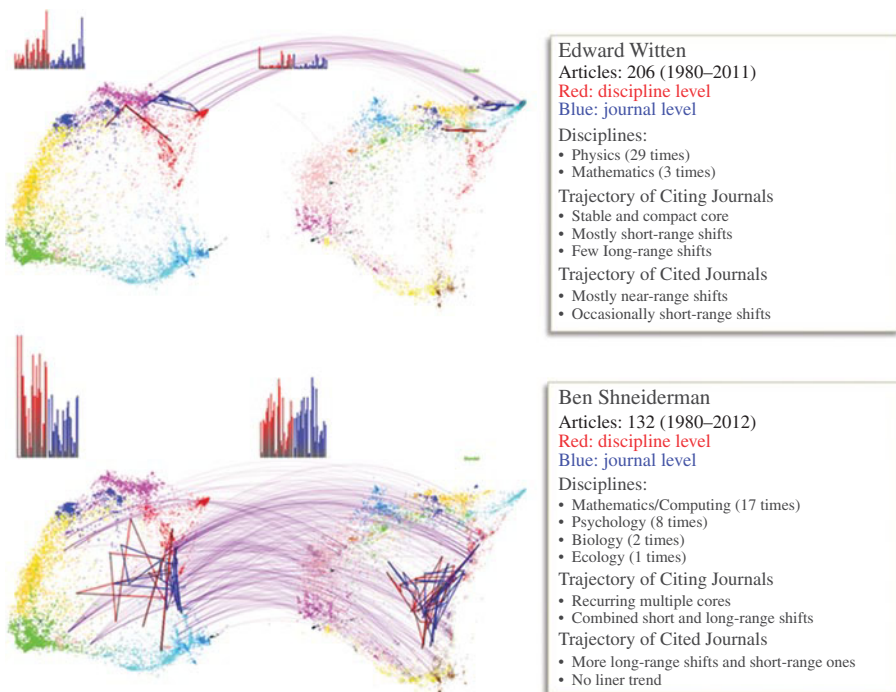 Edward Witten
Articles: 206 (1980–2011)
Red: discipline level
Blue: journal level
Disciplines:
• Physics (29 times)
• Mathematics (3 times)
Trajectory of Citing Journals
• Stable and compact core
• Mostly short-range shifts
• Few long-range shifts
Trajectory of Cited Journals
• Mostly near-range shifts
• Occasionally short-range shifts
Ben Shneiderman
Articles: 132 (1980–2012)
Red: discipline level
Blue: journal level
Disciplines:
• Mathematics/Computing (17 times)
• Psychology (8 times)
• Biology (2 times)
• Ecology (1 times)
Trajectory of Citing Journals
• Recurring multiple cores
• Combined short and long-range shifts
Trajectory of Cited Journals
• More long-range shifts and short-range ones
• No liner trend